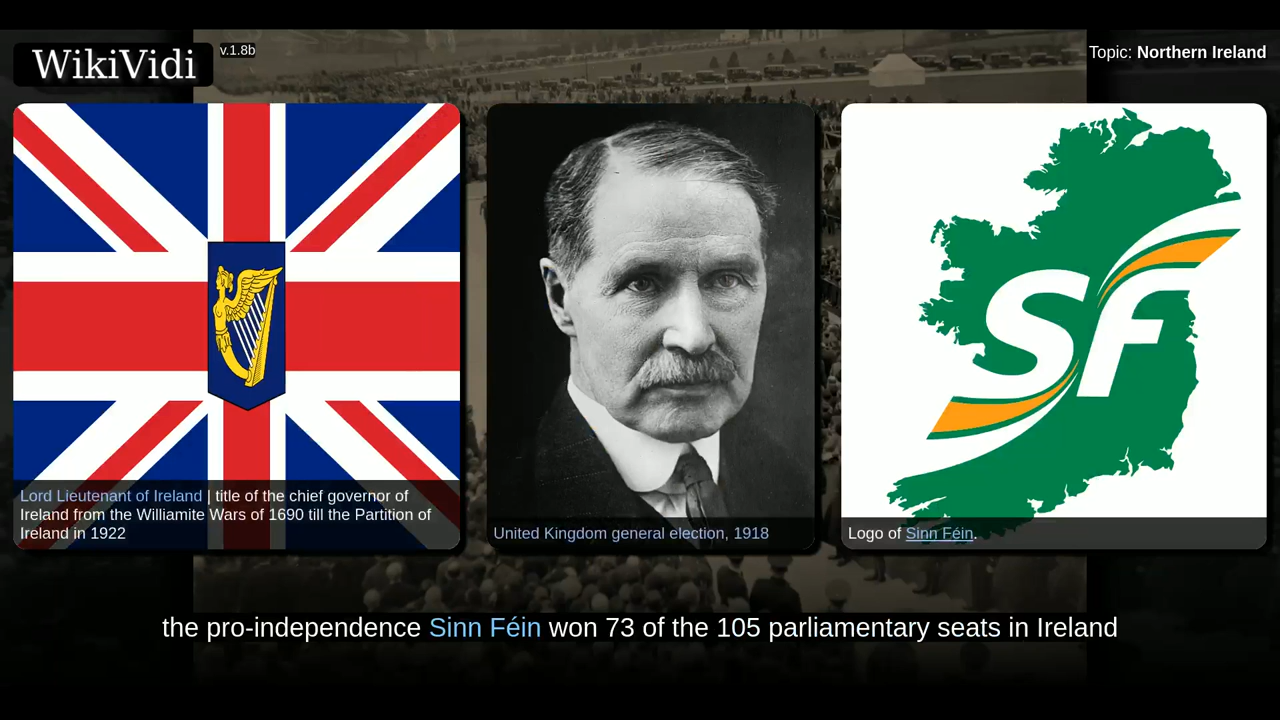 WikiVidi
v.1.8b
Topic: Northern Ireland
Lord Lieutenant of Ireland | title of the chief governor of
Ireland from the Williamite Wars of 1690 till the Partition of
Ireland in 1922
United Kingdom general election, 1918
SF
Logo of Sinn Féin.
the pro-independence Sinn Féin won 73 of the 105 parliamentary seats in Ireland